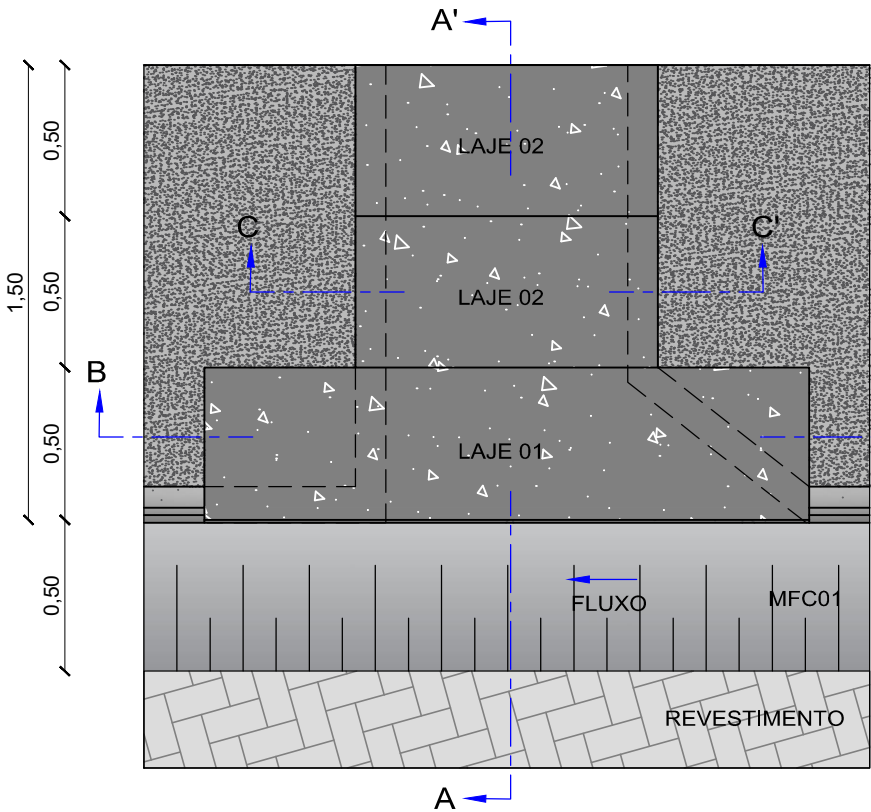 A'
0,50
LAJE 02
C
C'
1,50
0,50
LAJE 02
B
0,50
LAJE 01
0,50
FLUXO
MFC01
REVESTIMENTO
A